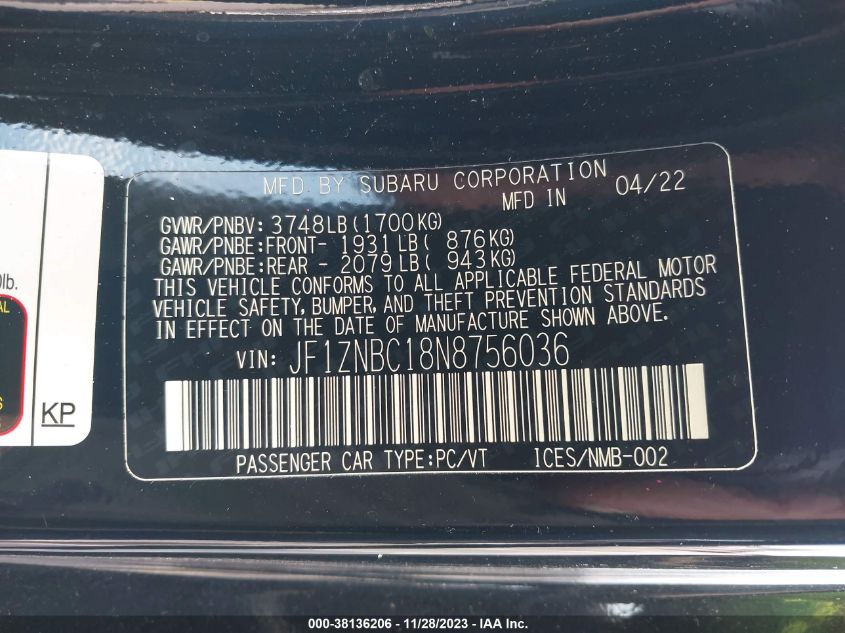 MFD. BY SUBARU CORPORATION
MFD IN 04/22
GVWR/PNBV: 3748LB(1700KG)
GAWR/PNBE:FRONT- 1931LB( 876KG)
GAWR/PNBE:REAR - 2079LB( 943KG)
THIS VEHICLE CONFORMS TO ALL APPLICABLE FEDERAL MOTOR
VEHICLE SAFETY, BUMPER, AND THEFT PREVENTION STANDARDS
IN EFFECT ON THE DATE OF MANUFACTURE SHOWN ABOVE.
VIN: JF1ZNBC18N8756036
PASSENGER CAR TYPE:PC/VT ICES/NMB-002
lb.
AL
S
KP
000-38136206 - 11/28/2023 - IAA Inc.